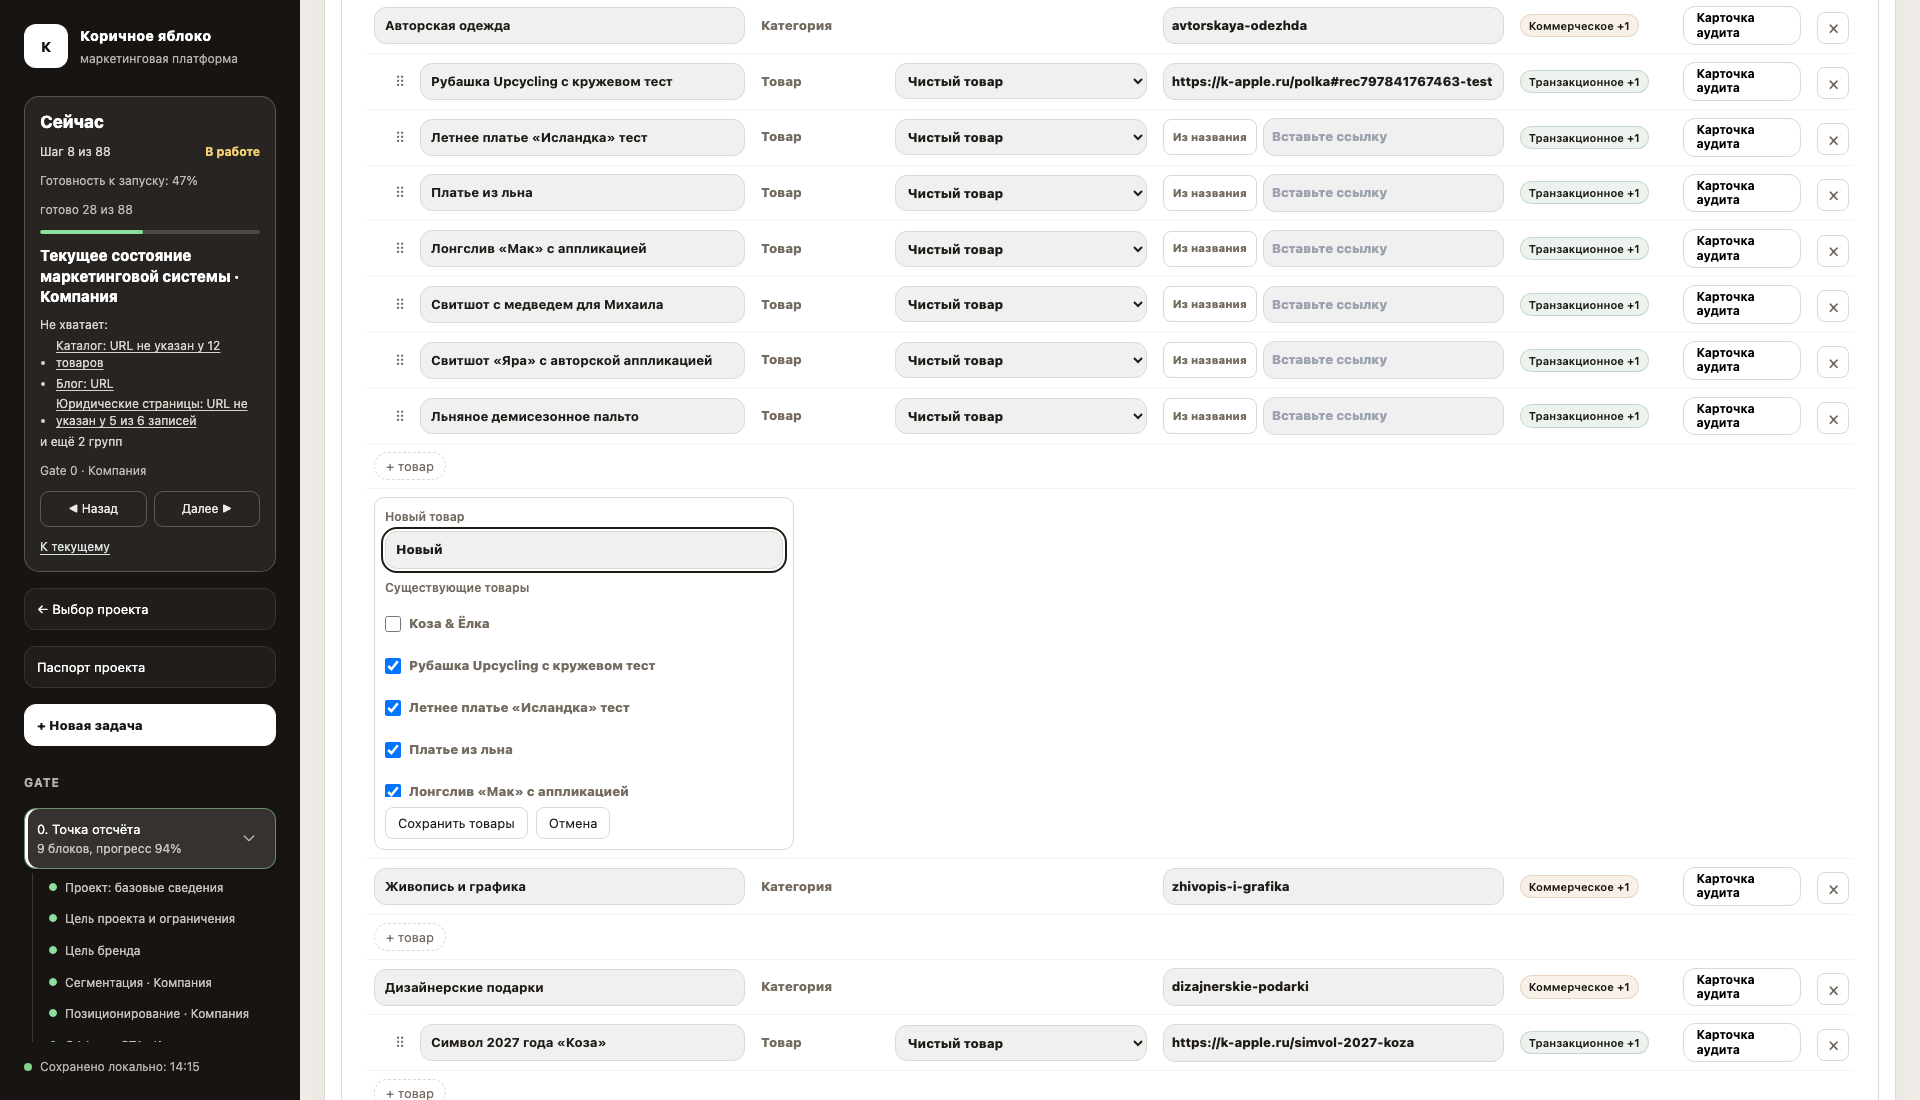 К
Коричное яблоко
маркетинговая платформа
Сейчас
Шаг 8 из 88
В работе
Готовность к запуску: 47%
готово 28 из 88
Текущее состояние
маркетинговой системы ·
Компания
Не хватает:
Каталог: URL не указан у 12
товаров
Блог: URL
Юридические страницы: URL не
указан у 5 из 6 записей
и ещё 2 групп
Gate 0 · Компания
Назад
Далее
К текущему
← Выбор проекта
Паспорт проекта
+ Новая задача
GATE
0. Точка отсчёта
9 блоков, прогресс 94%
Проект: базовые сведения
Цель проекта и ограничения
Цель бренда
Сегментация · Компания
Позиционирование · Компания
Сохранено локально: 14:15
Авторская одежда
Категория
avtorskaya-odezhda
Коммерческое +1
Карточка
аудита
Рубашка Upcycling с кружевом тест
Товар
Чистый товар
https://k-apple.ru/polka#rec797841767463-test
Транзакционное +1
Карточка
аудита
Летнее платье «Исландка» тест
Товар
Чистый товар
Из названия
Вставьте ссылку
Транзакционное +1
Карточка
аудита
Платье из льна
Товар
Чистый товар
Из названия
Вставьте ссылку
Транзакционное +1
Карточка
аудита
Лонгслив «Мак» с аппликацией
Товар
Чистый товар
Из названия
Вставьте ссылку
Транзакционное +1
Карточка
аудита
Свитшот с медведем для Михаила
Товар
Чистый товар
Из названия
Вставьте ссылку
Транзакционное +1
Карточка
аудита
Свитшот «Яра» с авторской аппликацией
Товар
Чистый товар
Из названия
Вставьте ссылку
Транзакционное +1
Карточка
аудита
Льняное демисезонное пальто
Товар
Чистый товар
Из названия
Вставьте ссылку
Транзакционное +1
Карточка
аудита
+ товар
Новый товар
Новый
Существующие товары
Коза & Ёлка
Рубашка Upcycling с кружевом тест
Летнее платье «Исландка» тест
Платье из льна
Лонгслив «Мак» с аппликацией
Сохранить товары
Отмена
Живопись и графика
Категория
zhivopis-i-grafika
Коммерческое +1
Карточка
аудита
+ товар
Дизайнерские подарки
Категория
dizajnerskie-podarki
Коммерческое +1
Карточка
аудита
Символ 2027 года «Коза»
Товар
Чистый товар
https://k-apple.ru/simvol-2027-koza
Транзакционное +1
Карточка
аудита
+ товар